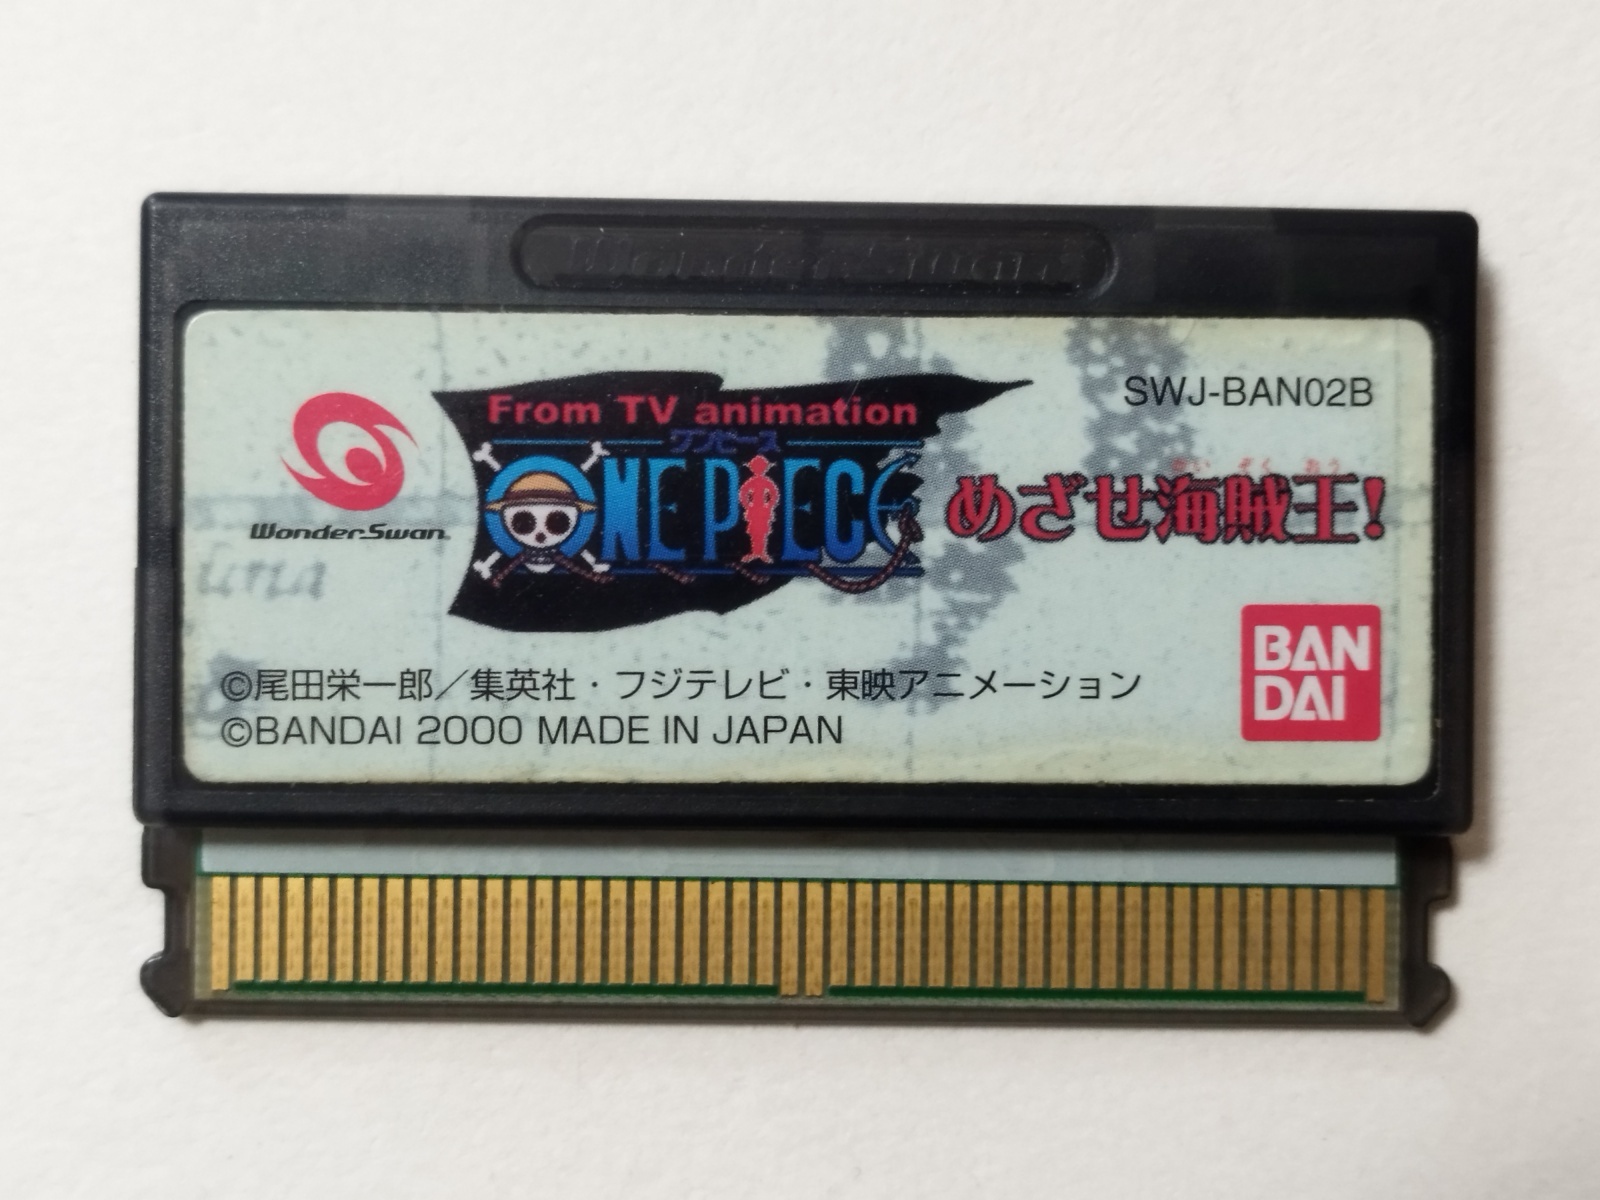 WonderSwan
SWJ-BAN02B
From TV animation
ワンピース
ONE PIECE
かいぞくおう
めざせ海賊王!
WonderSwan
BAN
DAI
©尾田栄一郎／集英社・フジテレビ・東映アニメーション
©BANDAI 2000 MADE IN JAPAN